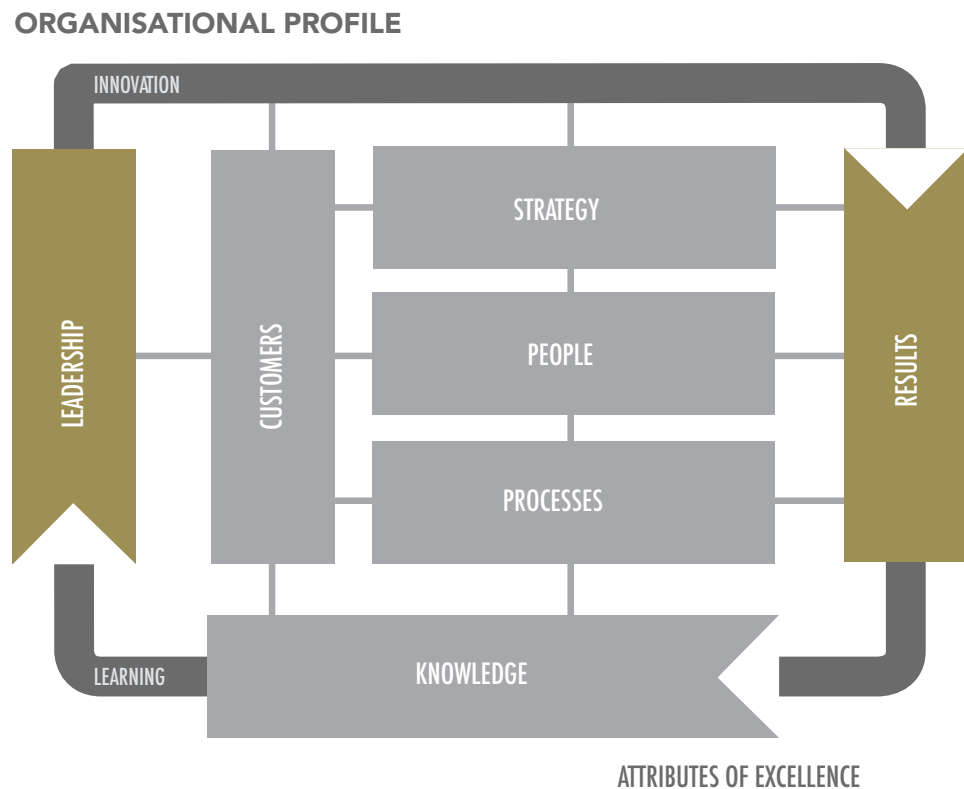 ORGANISATIONAL PROFILE
INNOVATION
LEADERSHIP
CUSTOMERS
STRATEGY
PEOPLE
PROCESSES
RESULTS
LEARNING
KNOWLEDGE
ATTRIBUTES OF EXCELLENCE